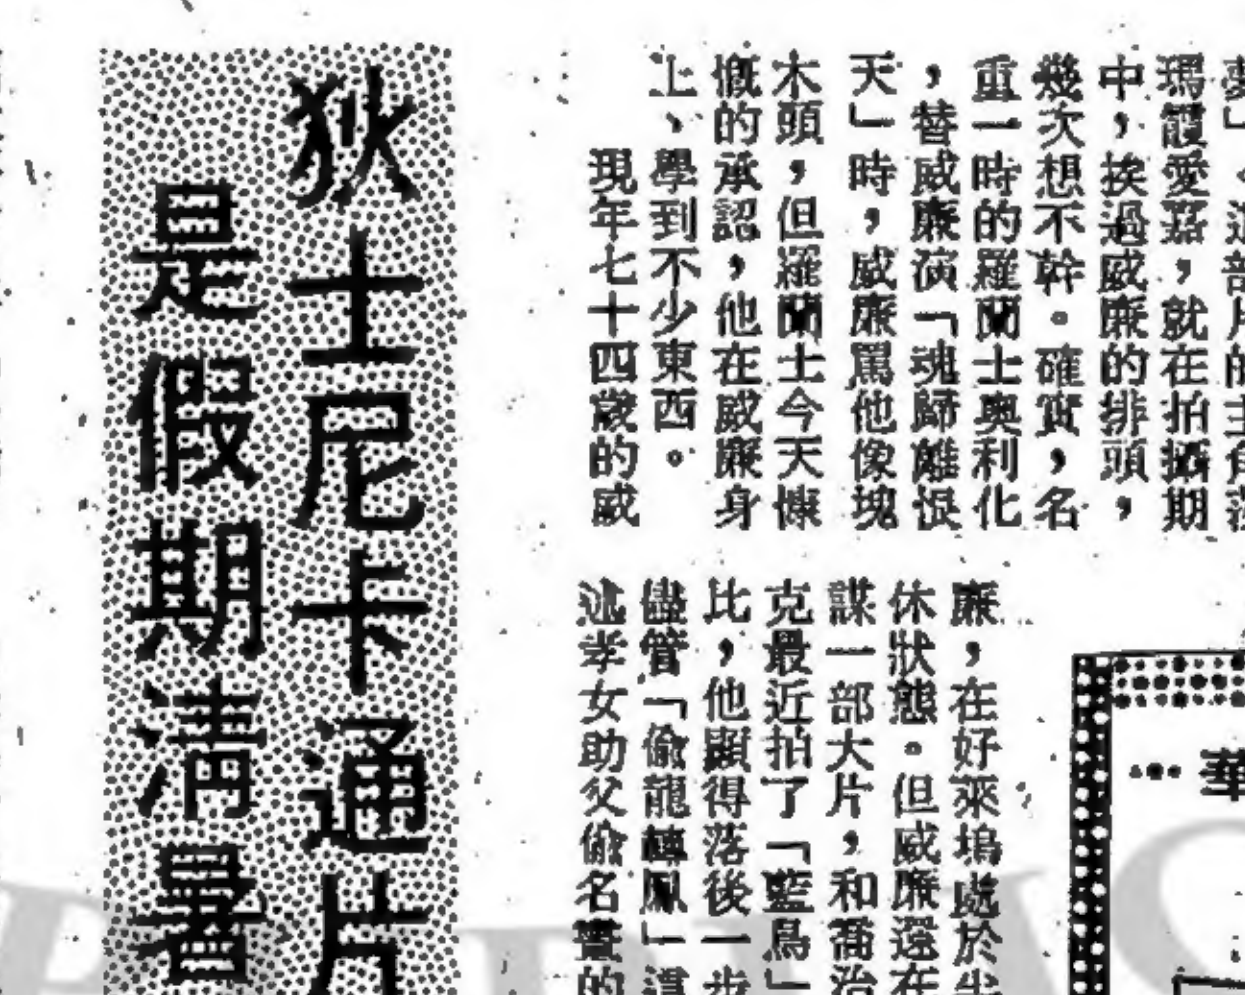 夢」。這部片的主角
瑪霞愛嘉，就在拍攝期
中，挨過威廉的排頭，
幾次想不幹。確實，名
重一時的羅蘭士奧利化
，替威廉演「魂歸離恨
天」時，威廉罵他像塊
木頭，但羅蘭士今天慷
慨的承認，他在威廉身
上、學到不少東西。
現年七十四歲的威
廉，在好萊塢處於半
休狀態。但威廉還在
謀一部大片，和喬治
克最近拍了「藍鳥」
比，他顯得落後一步
儘管「偷龍轉鳳」這
述孝女助父偷名畫的
狄士尼卡通片
是假期清暑
華